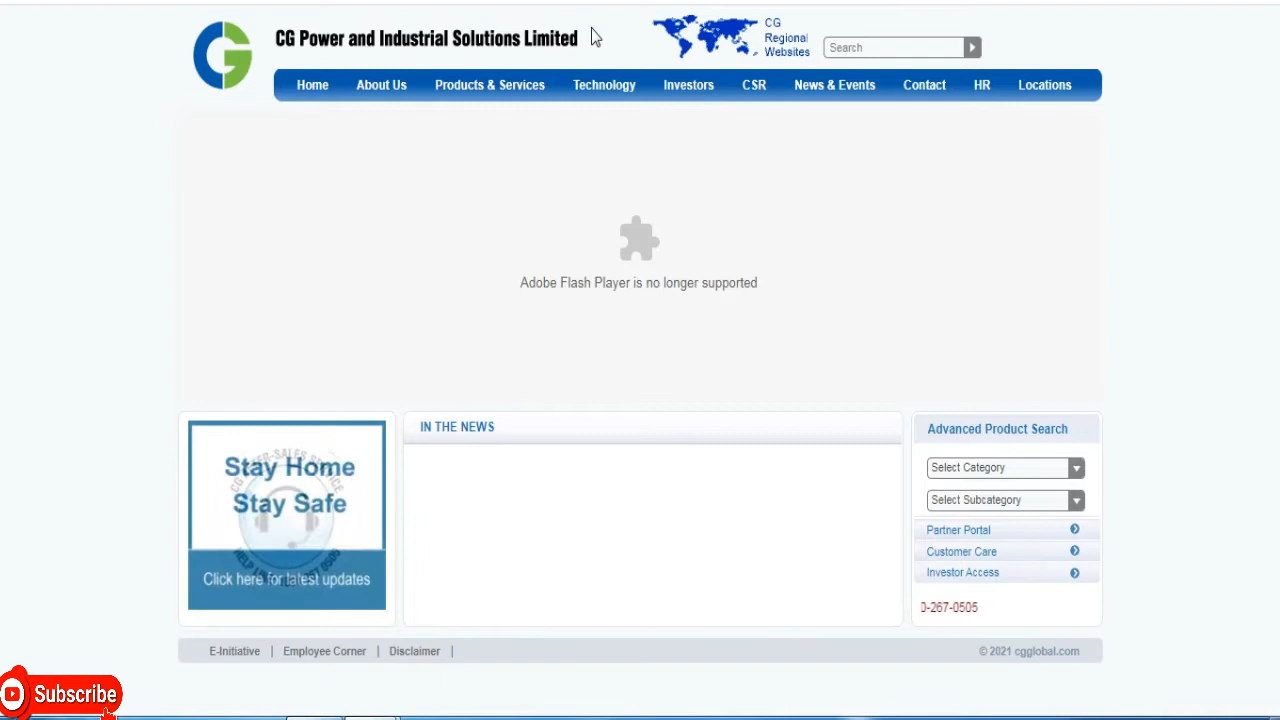 CG Power and Industrial Solutions Limited
CG
Regional
Websites
Search
Home About Us Products & Services Technology Investors CSR News & Events Contact HR Locations
Adobe Flash Player is no longer supported
Stay Home
Stay Safe
Click here for latest updates
IN THE NEWS
Advanced Product Search
Select Category
Select Subcategory
Partner Portal
Customer Care
Investor Access
0-267-0505
E-Initiative | Employee Corner | Disclaimer |
© 2021 cgglobal.com
Subscribe